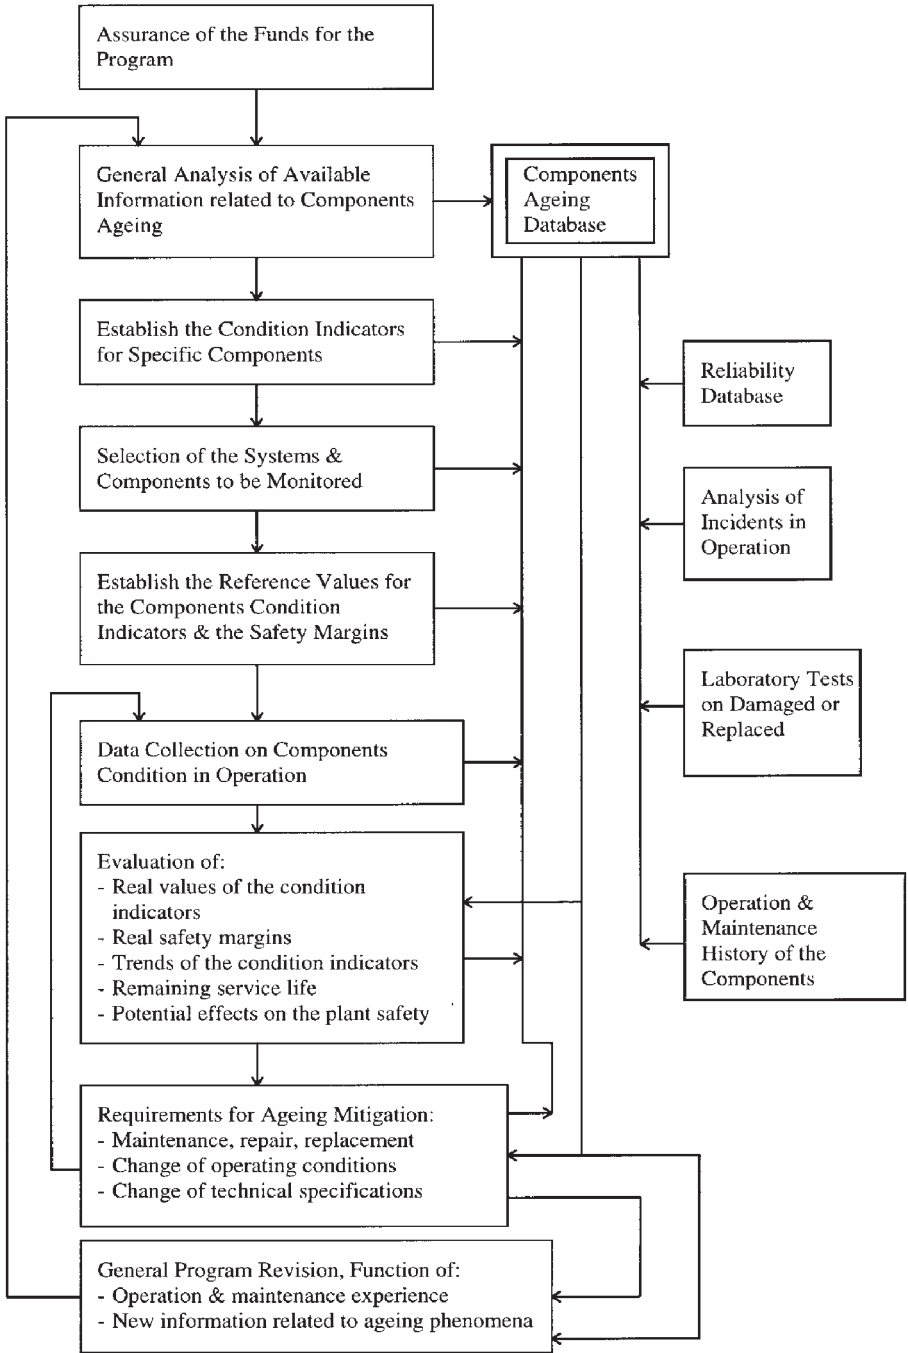 Assurance of the Funds for the
Program
General Analysis of Available
Information related to Components
Ageing
Components
Ageing
Database
Establish the Condition Indicators
for Specific Components
Reliability
Database
Selection of the Systems &
Components to be Monitored
Analysis of
Incidents in
Operation
Establish the Reference Values for
the Components Condition
Indicators & the Safety Margins
Laboratory Tests
on Damaged or
Replaced
Data Collection on Components
Condition in Operation
Evaluation of:
- Real values of the condition
indicators
- Real safety margins
- Trends of the condition indicators
- Remaining service life
- Potential effects on the plant safety
Operation &
Maintenance
History of the
Components
Requirements for Ageing Mitigation:
- Maintenance, repair, replacement
- Change of operating conditions
- Change of technical specifications
General Program Revision, Function of:
- Operation & maintenance experience
- New information related to ageing phenomena